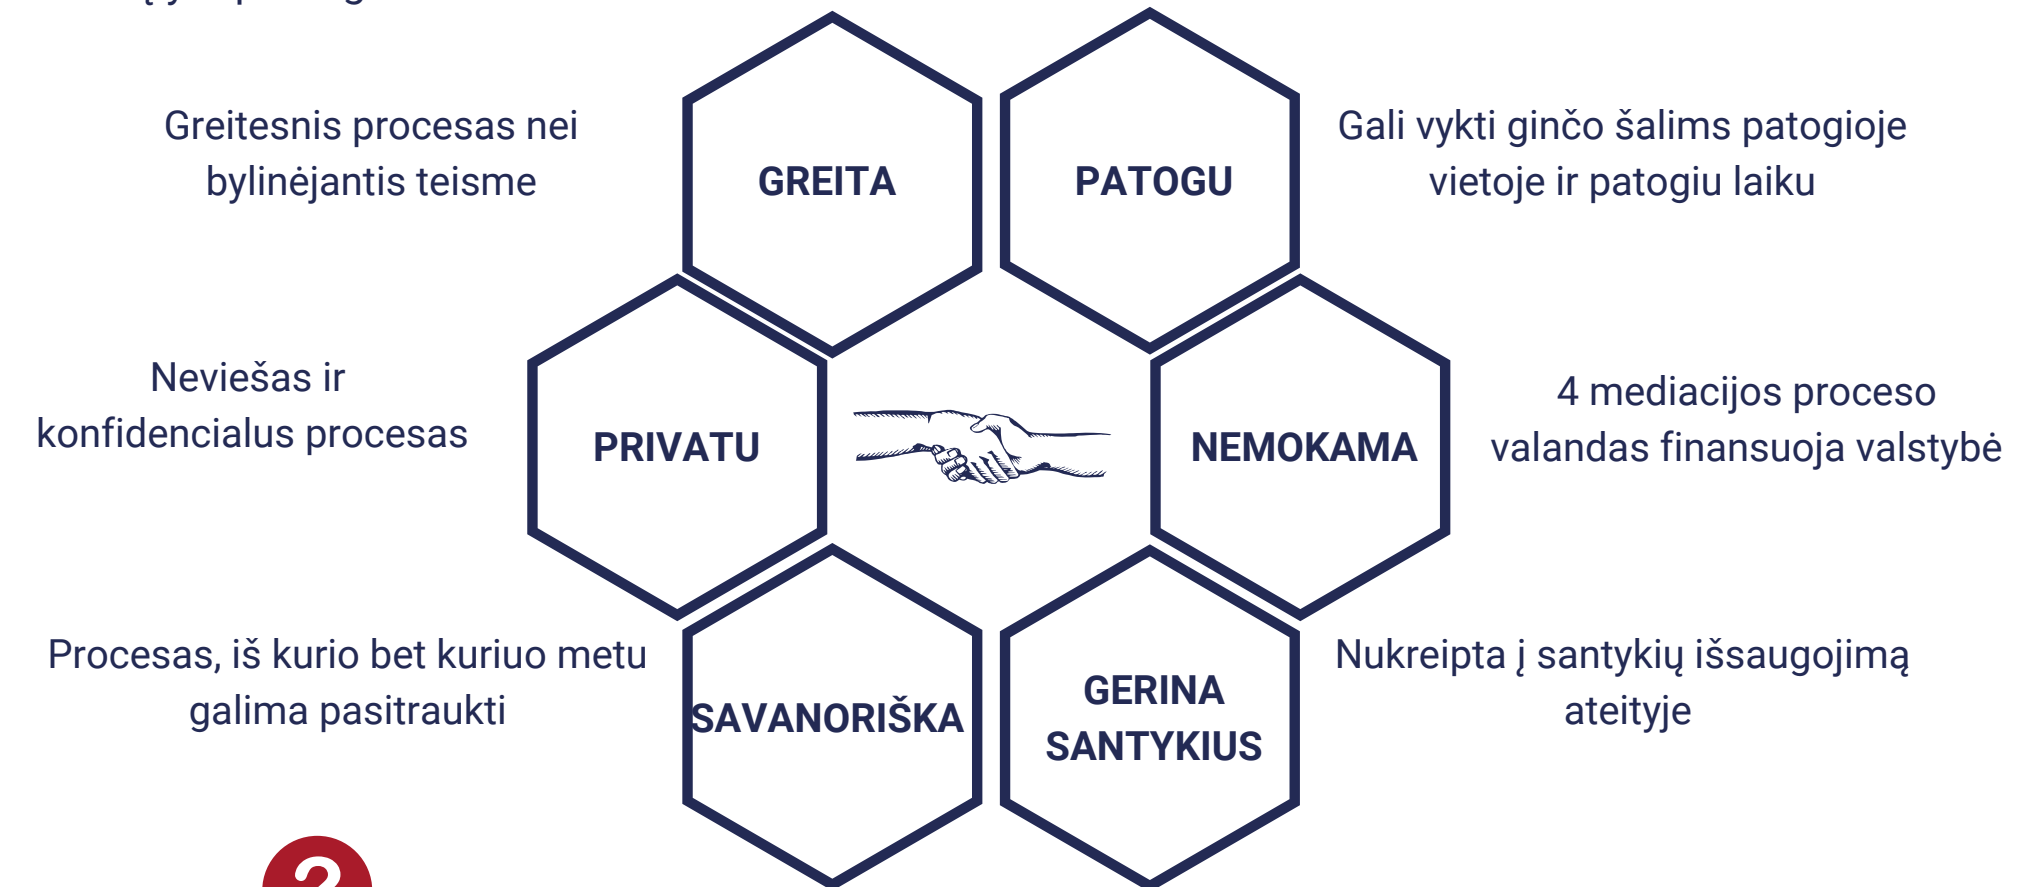 Greitesnis procesas nei
bylinėjantis teisme
GREITA
PATOGU
Gali vykti ginčo šalims patogioje
vietoje ir patogiu laiku
Neviešas ir
konfidencialus procesas
PRIVATU
NEMOKAMA
4 mediacijos proceso
valandas finansuoja valstybė
Procesas, iš kurio bet kuriuo metu
galima pasitraukti
SAVANORIŠKA
GERINA
SANTYKIUS
Nukreipta į santykių išsaugojimą
ateityje